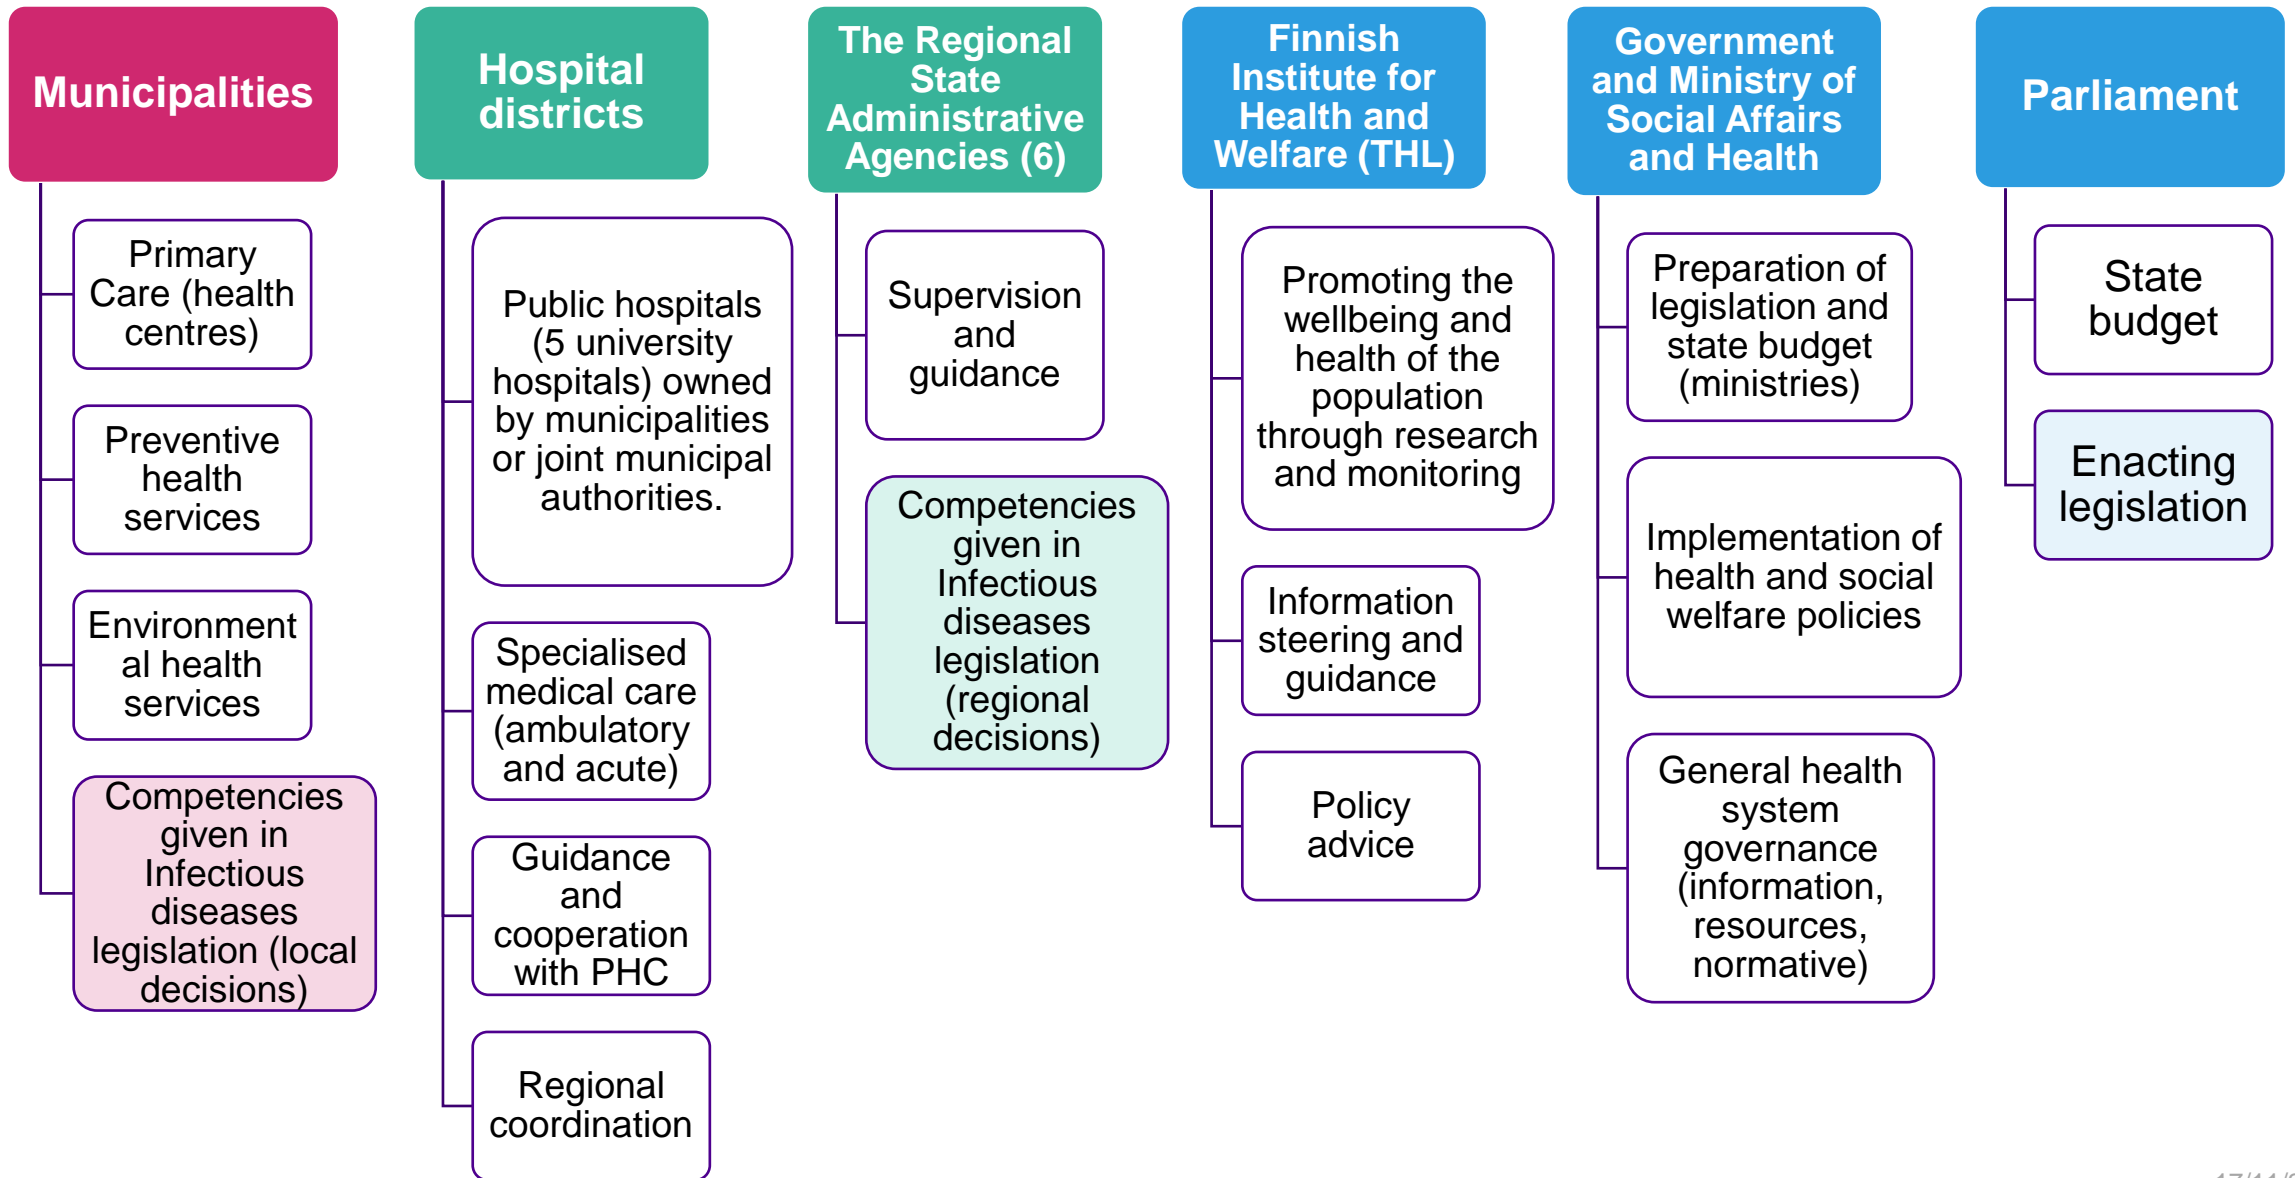 Municipalities
Primary
Care (health
centres)
Preventive
health
services
Environment
al health
services
Competencies
given in
Infectious
diseases
legislation (local
decisions)
Hospital
districts
Public hospitals
(5 university
hospitals) owned
by municipalities
or joint municipal
authorities.
Specialised
medical care
(ambulatory
and acute)
Guidance
and
cooperation
with PHC
Regional
coordination
The Regional
State
Administrative
Agencies (6)
Supervision
and
guidance
Competencies
given in
Infectious
diseases
legislation
(regional
decisions)
Finnish
Institute for
Health and
Welfare (THL)
Promoting the
wellbeing and
health of the
population
through research
and monitoring
Information
steering and
guidance
Policy
advice
Government
and Ministry of
Social Affairs
and Health
Preparation of
legislation and
state budget
(ministries)
Implementation of
health and social
welfare policies
General health
system
governance
(information,
resources,
normative)
Parliament
State
budget
Enacting
legislation